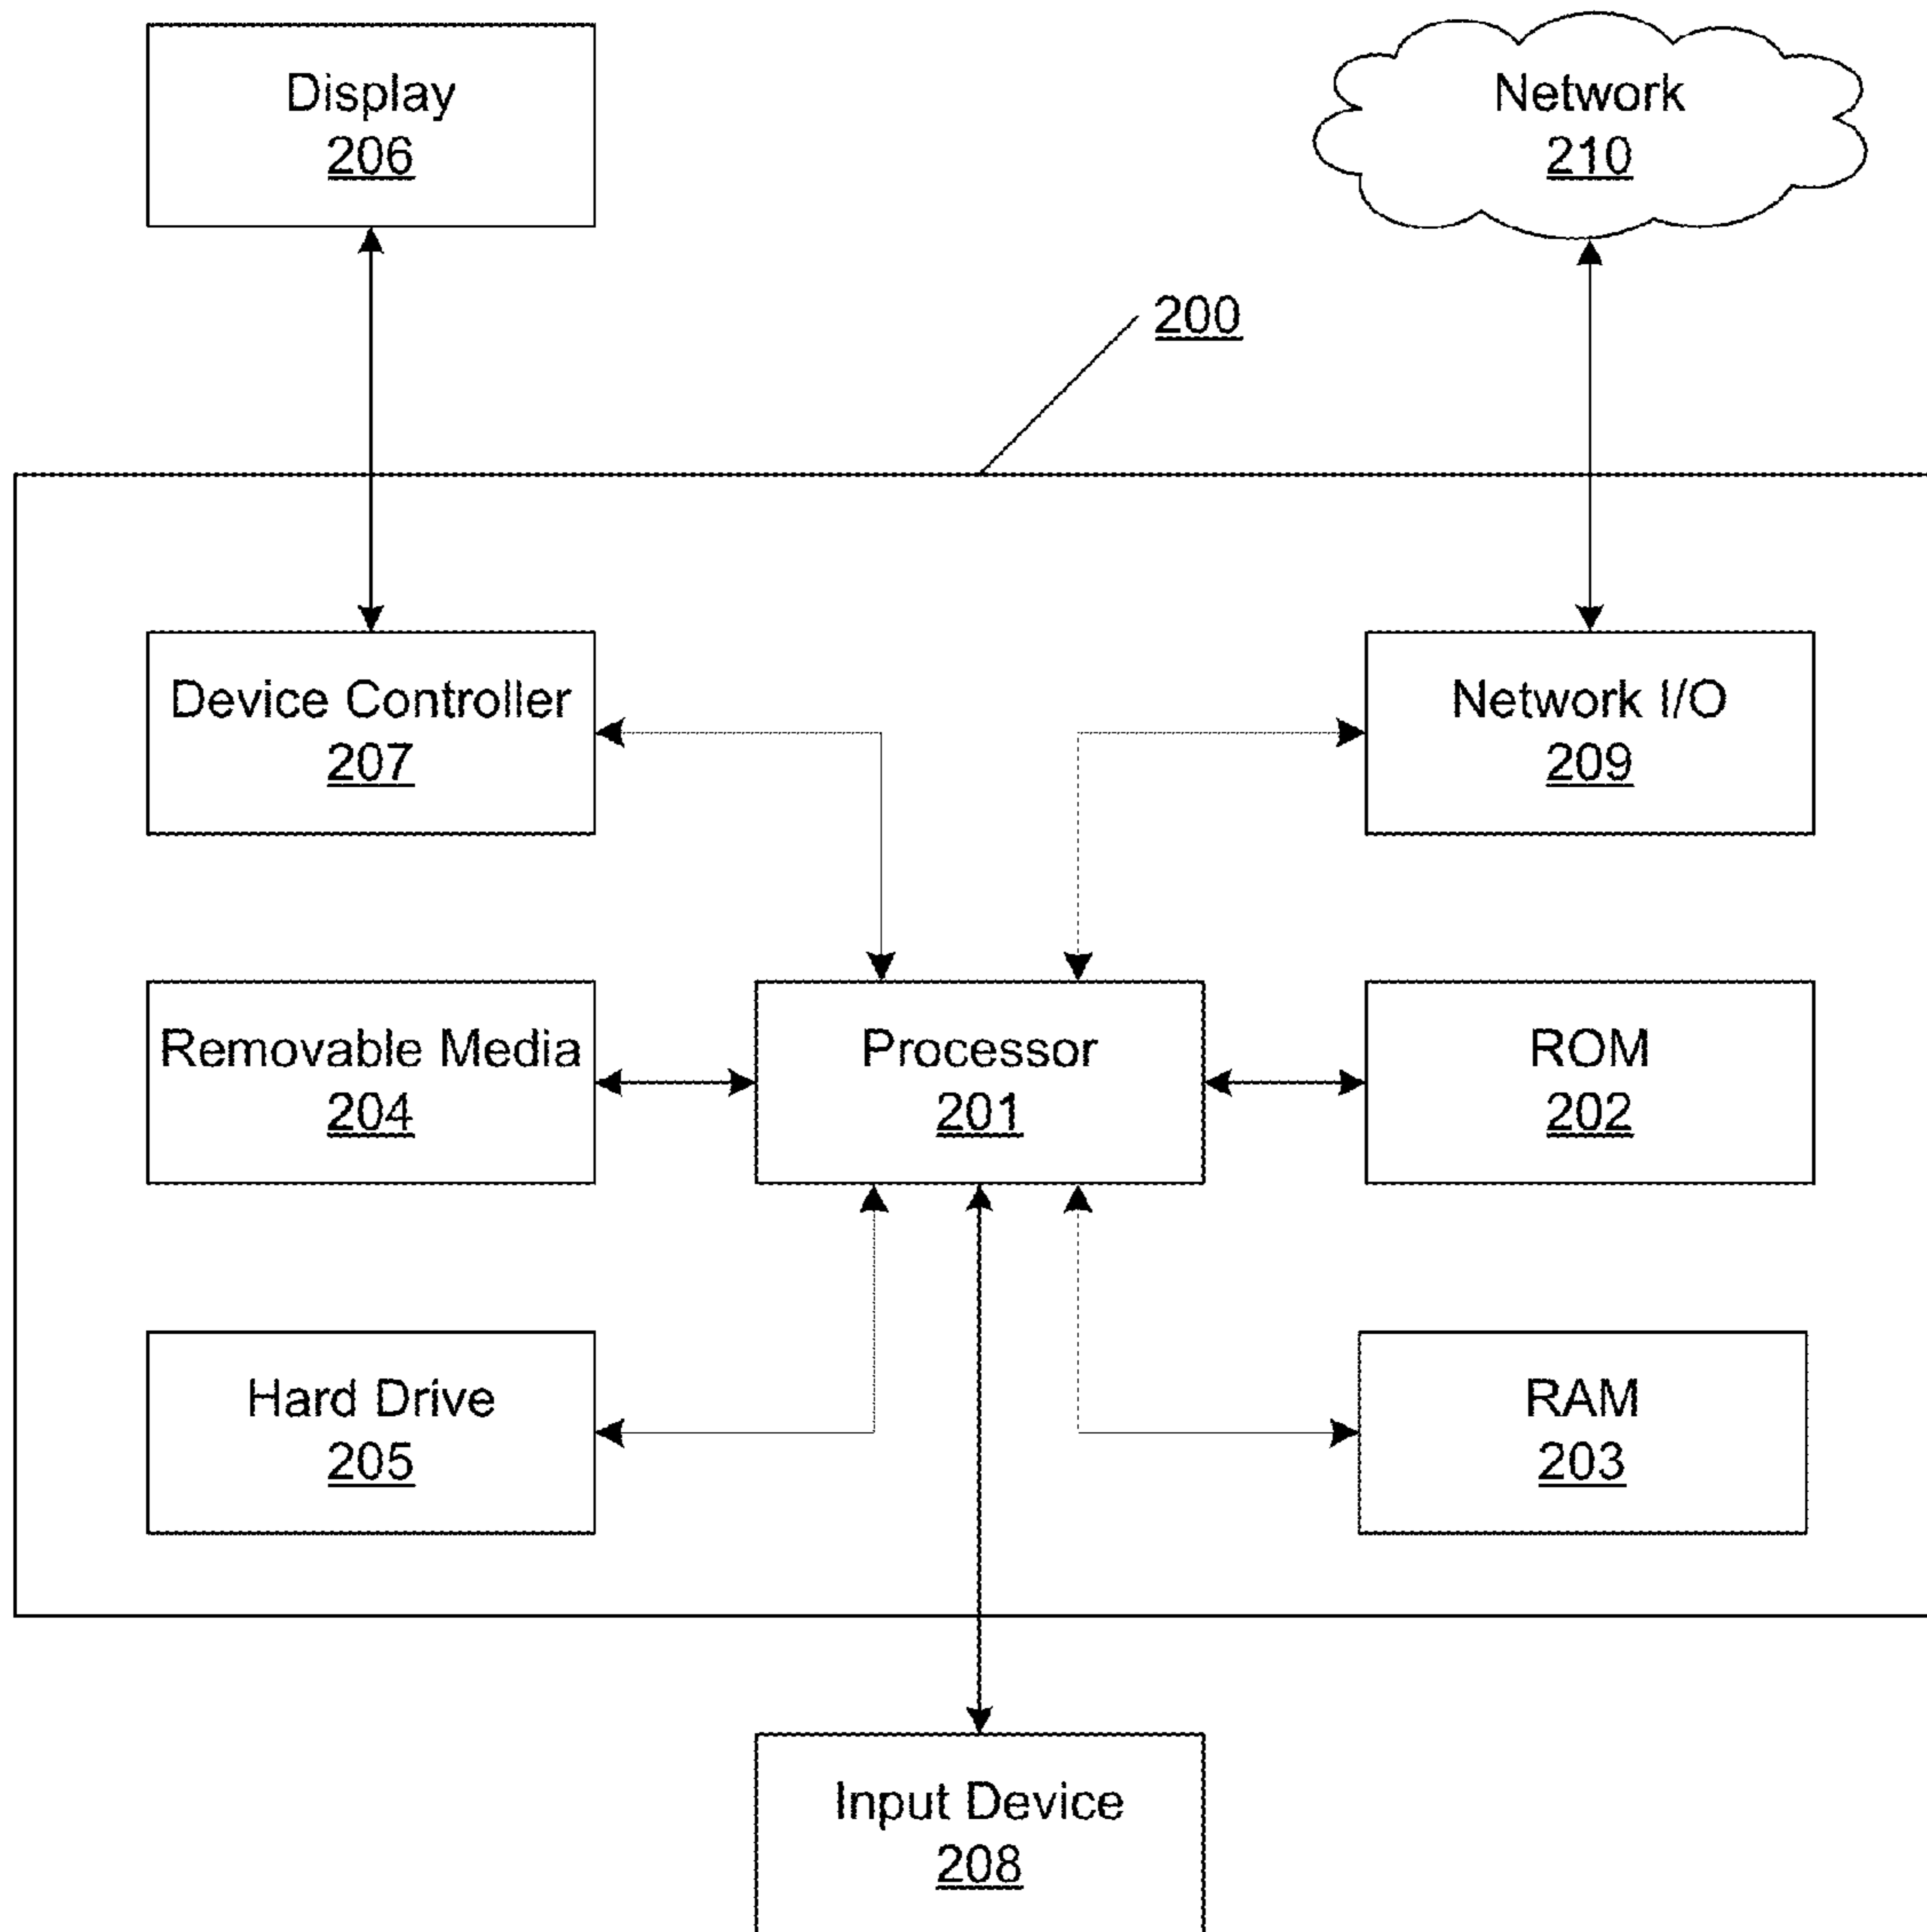 Display
206
Network
210
200
Device Controller
207
Network I/O
209
Removable Media
204
Processor
201
ROM
202
Hard Drive
205
RAM
203
Input Device
208